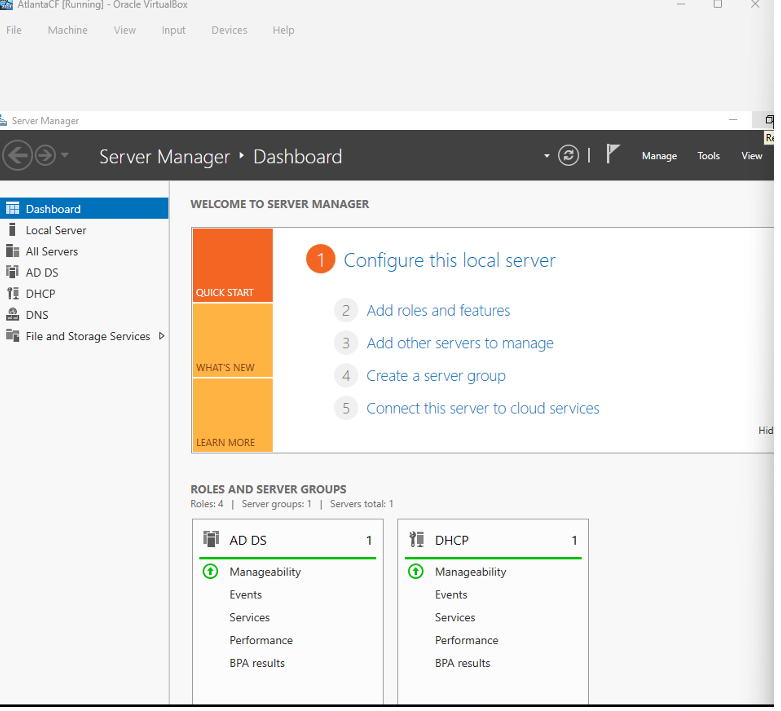 AtlantaCF [Running] - Oracle VirtualBox
File Machine View Input Devices Help
Server Manager
Server Manager Dashboard
Manage Tools View
Re
Dashboard
Local Server
All Servers
AD DS
DHCP
DNS
File and Storage Services
WELCOME TO SERVER MANAGER
QUICK START
WHAT'S NEW
LEARN MORE
1 Configure this local server
2 Add roles and features
3 Add other servers to manage
4 Create a server group
5 Connect this server to cloud services
Hid
ROLES AND SERVER GROUPS
Roles: 4 | Server groups: 1 | Servers total: 1
AD DS 1
Manageability
Events
Services
Performance
BPA results
DHCP 1
Manageability
Events
Services
Performance
BPA results